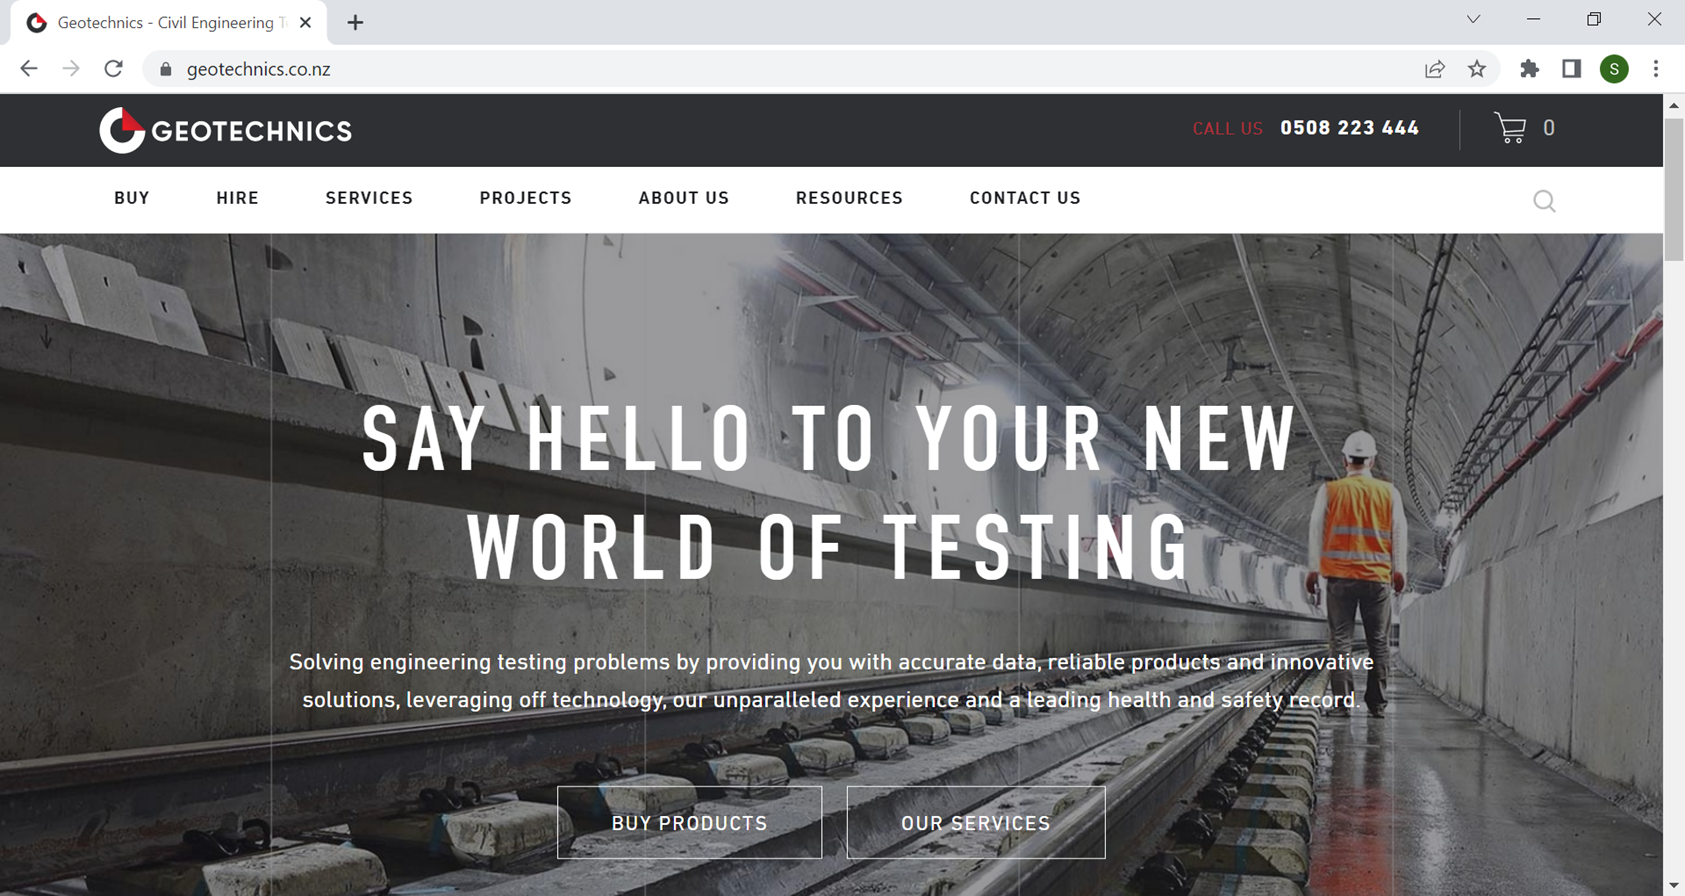 Geotechnics - Civil Engineering
geotechnics.co.nz
S
GEOTECHNICS
CALL US 0508 223 444
0
BUY HIRE SERVICES PROJECTS ABOUT US RESOURCES CONTACT US
SAY HELLO TO YOUR NEW
WORLD OF TESTING
Solving engineering testing problems by providing you with accurate data, reliable products and innovative
solutions, leveraging off technology, our unparalleled experience and a leading health and safety record.
BUY PRODUCTS OUR SERVICES